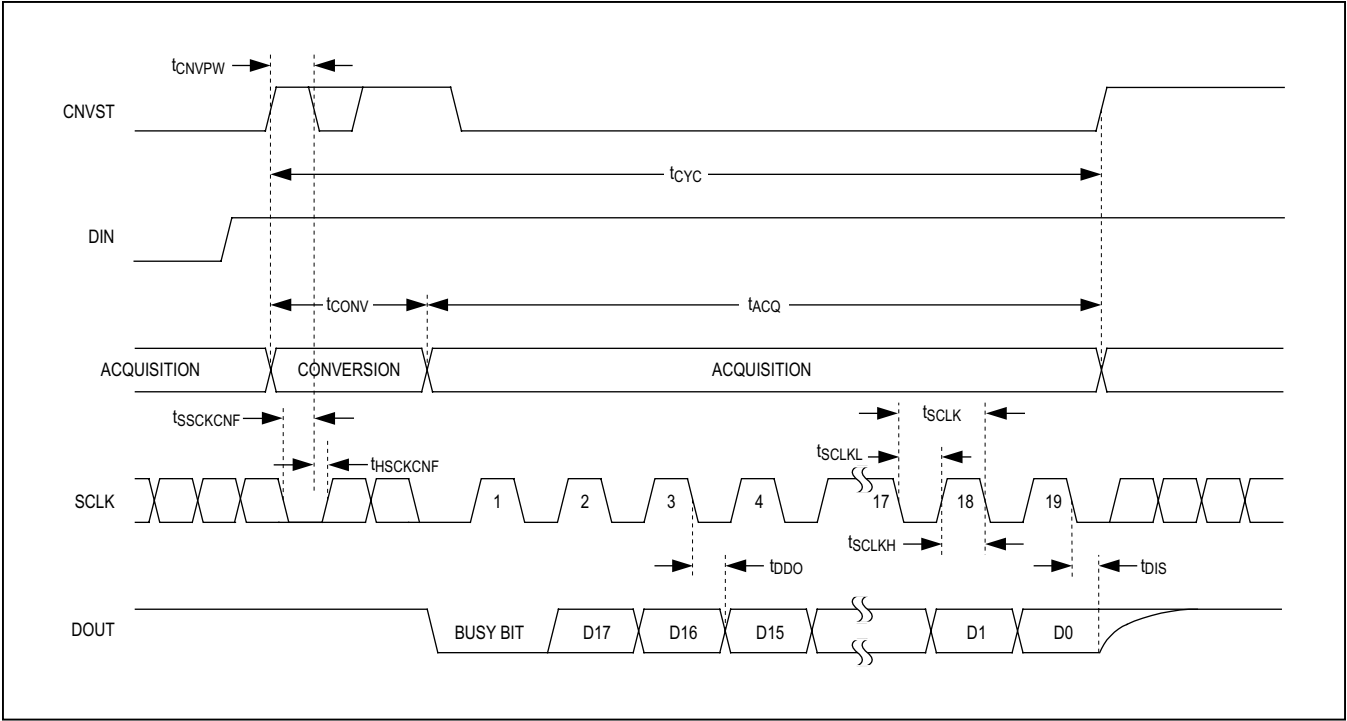 tCNVPW
CNVST
tCYC
DIN
tCONV
tACQ
ACQUISITION
CONVERSION
ACQUISITION
tSSCKCNF
tSCLK
tHSCKCNF
tSCLKL
SCLK
1
2
3
4
17
18
19
tSCLKH
tDDO
tDIS
DOUT
BUSY BIT
D17
D16
D15
D1
D0